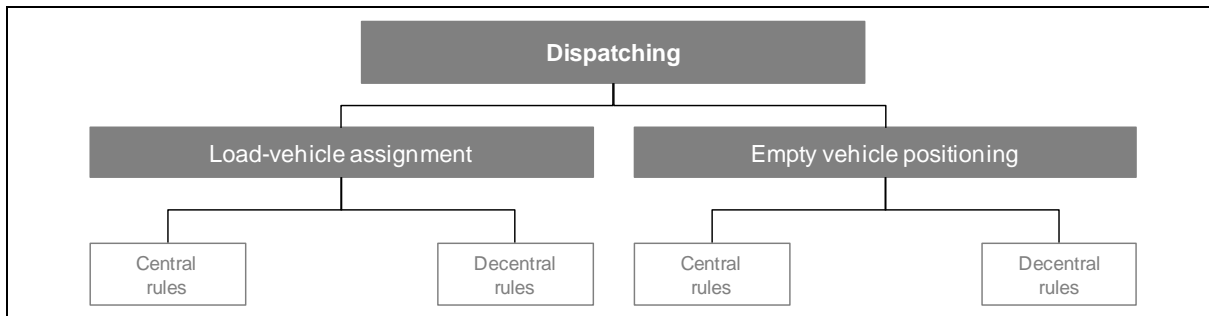 Dispatching
Load-vehicle assignment
Empty vehicle positioning
Central
rules
Decentral
rules
Central
rules
Decentral
rules